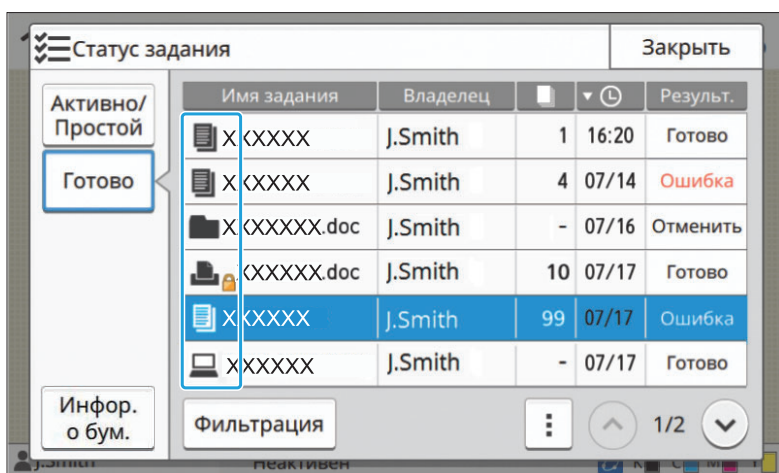 Статус задания Закрыть
Активно/
Простой
Готово
Инфор.
о бум.
Имя задания Владелец Результ.
XXXXXX J.Smith 1 16:20 Готово
XXXXXX J.Smith 4 07/14 Ошибка
XXXXXXX.doc J.Smith - 07/16 Отменить
XXXXXXX.doc J.Smith 10 07/17 Готово
XXXXXX J.Smith 99 07/17 Ошибка
XXXXXX J.Smith - 07/17 Готово
Фильтрация 1/2
J.Smith Неактивен K C M Y